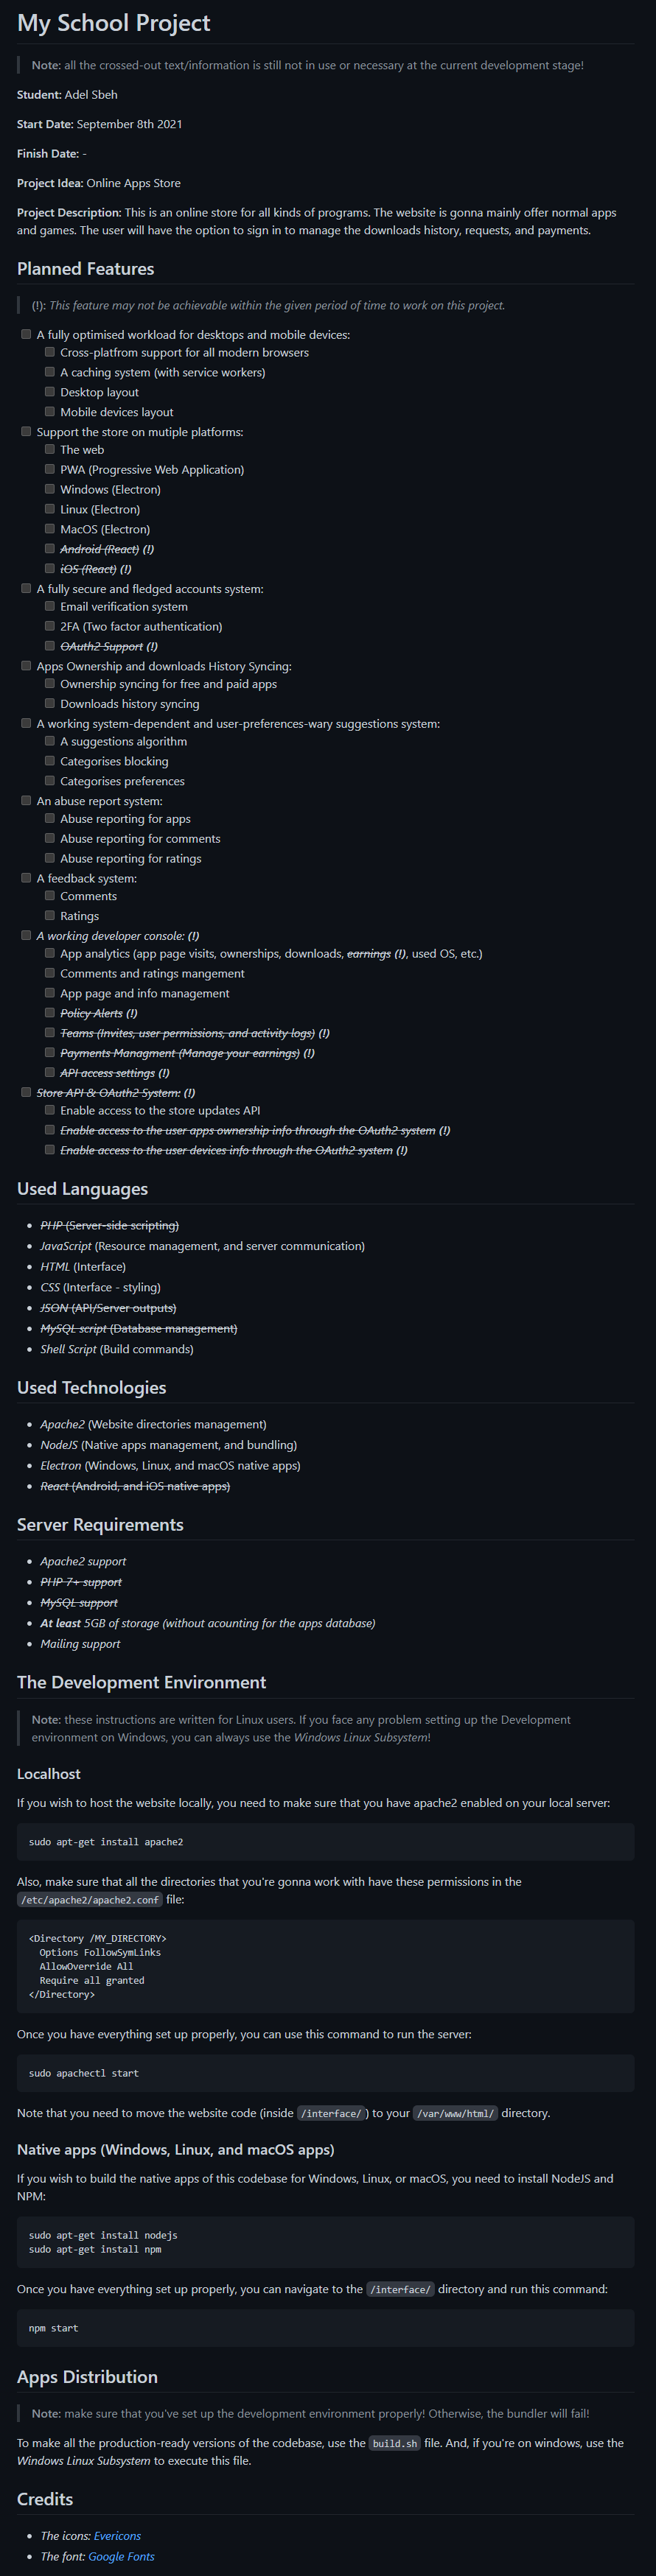 My School Project
Note: all the crossed-out text/information is still not in use or necessary at the current development stage!
Student: Adel Sbeh
Start Date: September 8th 2021
Finish Date: -
Project Idea: Online Apps Store
Project Description: This is an online store for all kinds of programs. The website is gonna mainly offer normal apps
and games. The user will have the option to sign in to manage the downloads history, requests, and payments.
Planned Features
(!): This feature may not be achievable within the given period of time to work on this project.
A fully optimised workload for desktops and mobile devices:
Cross-platfrom support for all modern browsers
A caching system (with service workers)
Desktop layout
Mobile devices layout
Support the store on mutiple platforms:
The web
PWA (Progressive Web Application)
Windows (Electron)
Linux (Electron)
MacOS (Electron)
Android (React) (!)
iOS (React) (!)
A fully secure and fledged accounts system:
Email verification system
2FA (Two factor authentication)
OAuth2 Support (!)
Apps Ownership and downloads History Syncing:
Ownership syncing for free and paid apps
Downloads history syncing
A working system-dependent and user-preferences-wary suggestions system:
A suggestions algorithm
Categorises blocking
Categorises preferences
An abuse report system:
Abuse reporting for apps
Abuse reporting for comments
Abuse reporting for ratings
A feedback system:
Comments
Ratings
A working developer console: (!)
App analytics (app page visits, ownerships, downloads, earnings (!), used OS, etc.)
Comments and ratings mangement
App page and info management
Policy Alerts (!)
Teams (Invites, user permissions, and activity logs) (!)
Payments Managment (Manage your earnings) (!)
API access settings (!)
Store API & OAuth2 System: (!)
Enable access to the store updates API
Enable access to the user apps ownership info through the OAuth2 system (!)
Enable access to the user devices info through the OAuth2 system (!)
Used Languages
• PHP (Server-side scripting)
• JavaScript (Resource management, and server communication)
• HTML (Interface)
• CSS (Interface - styling)
• JSON (API/Server outputs)
• MySQL script (Database management)
• Shell Script (Build commands)
Used Technologies
• Apache2 (Website directories management)
• NodeJS (Native apps management, and bundling)
• Electron (Windows, Linux, and macOS native apps)
• React (Android, and iOS native apps)
Server Requirements
• Apache2 support
• PHP 7+ support
• MySQL support
• At least 5GB of storage (without acounting for the apps database)
• Mailing support
The Development Environment
Note: these instructions are written for Linux users. If you face any problem setting up the Development
environment on Windows, you can always use the Windows Linux Subsystem!
Localhost
If you wish to host the website locally, you need to make sure that you have apache2 enabled on your local server:
sudo apt-get install apache2
Also, make sure that all the directories that you're gonna work with have these permissions in the
/etc/apache2/apache2.conf file:
<Directory /MY_DIRECTORY>
Options FollowSymLinks
AllowOverride All
Require all granted
</Directory>
Once you have everything set up properly, you can use this command to run the server:
sudo apachectl start
Note that you need to move the website code (inside /interface/) to your /var/www/html/ directory.
Native apps (Windows, Linux, and macOS apps)
If you wish to build the native apps of this codebase for Windows, Linux, or macOS, you need to install NodeJS and
NPM:
sudo apt-get install nodejs
sudo apt-get install npm
Once you have everything set up properly, you can navigate to the /interface/ directory and run this command:
npm start
Apps Distribution
Note: make sure that you've set up the development environment properly! Otherwise, the bundler will fail!
To make all the production-ready versions of the codebase, use the build.sh file. And, if you're on windows, use the
Windows Linux Subsystem to execute this file.
Credits
• The icons: Evericons
• The font: Google Fonts